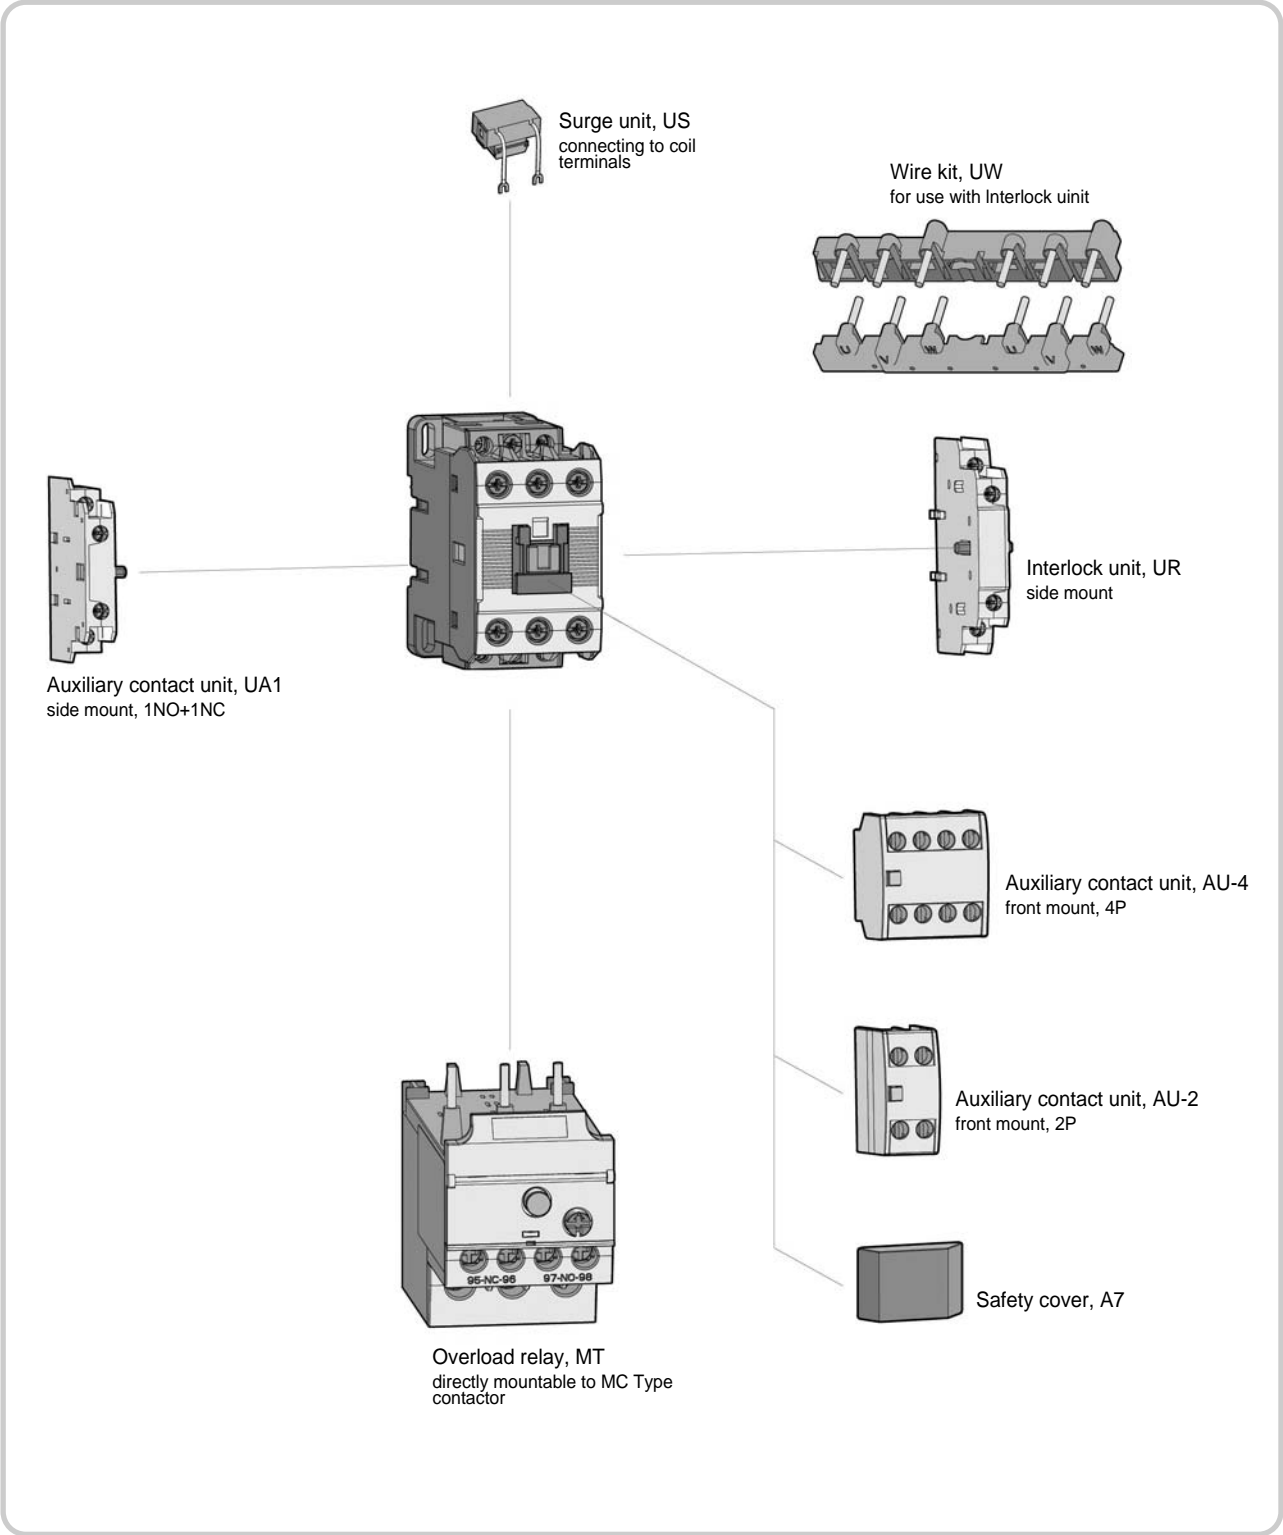 Surge unit, US
connecting to coil
terminals
Wire kit, UW
for use with Interlock uinit
U
V
W
U
V
W
Interlock unit, UR
side mount
Auxiliary contact unit, UA1
side mount, 1NO+1NC
Auxiliary contact unit, AU-4
front mount, 4P
Auxiliary contact unit, AU-2
front mount, 2P
95-NC-96 97-NO-98
Safety cover, A7
Overload relay, MT
directly mountable to MC Type
contactor